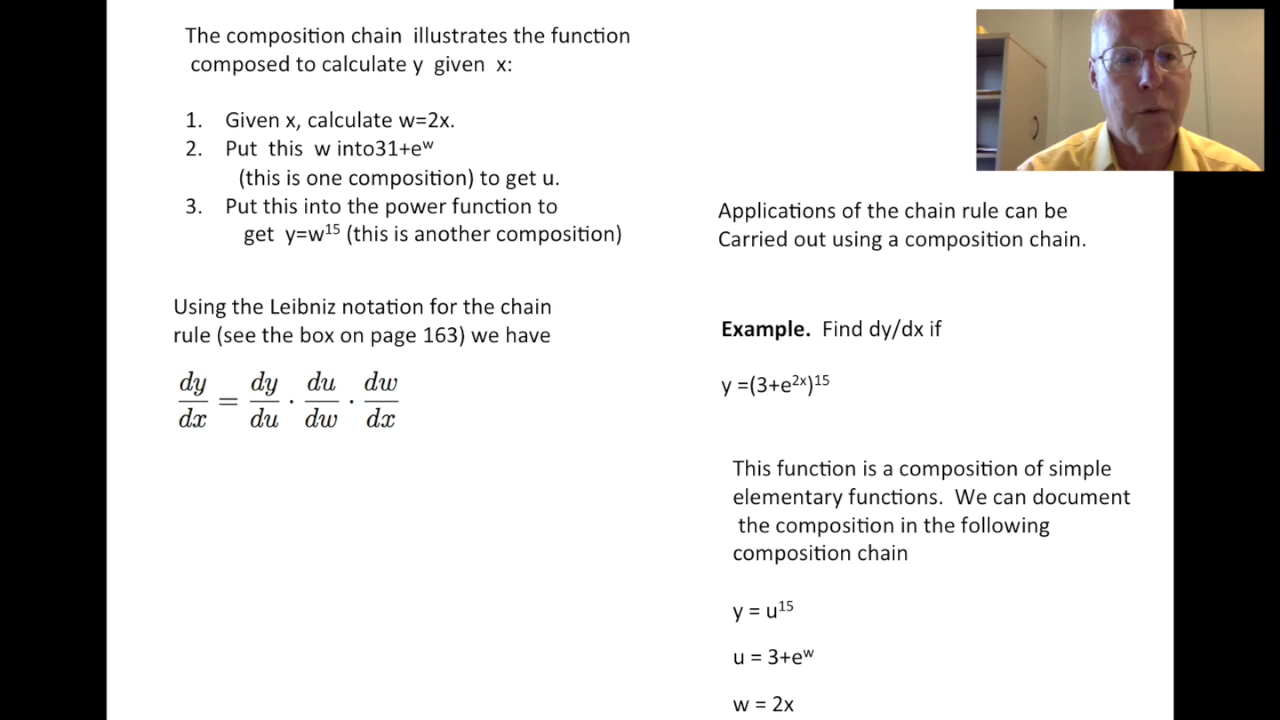 The composition chain illustrates the function
composed to calculate y given x:
1. Given x, calculate w=2x.
2. Put this w into31+eʷ
(this is one composition) to get u.
3. Put this into the power function to
get y=w¹⁵ (this is another composition)
Using the Leibniz notation for the chain
rule (see the box on page 163) we have
dy/dx = dy/du · du/dw · dw/dx
Applications of the chain rule can be
Carried out using a composition chain.
Example. Find dy/dx if
y =(3+e²ˣ)¹⁵
This function is a composition of simple
elementary functions. We can document
the composition in the following
composition chain
y = u¹⁵
u = 3+eʷ
w = 2x